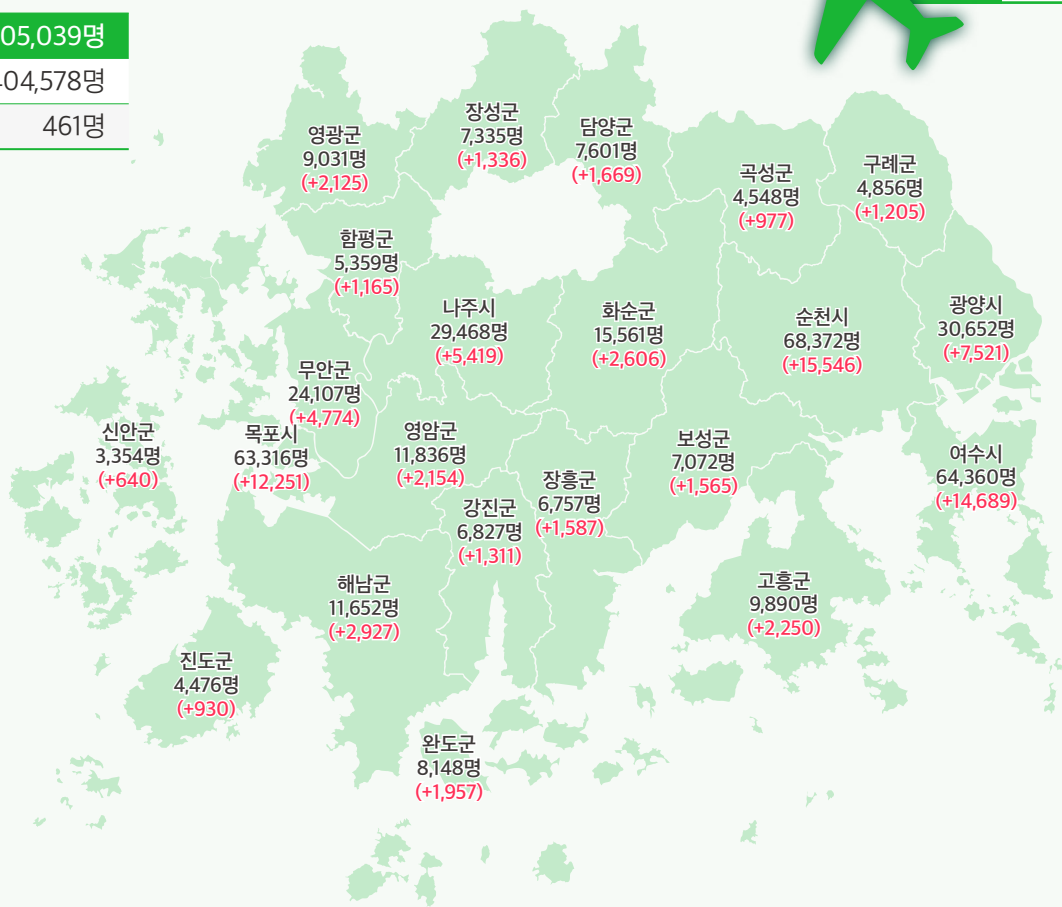 05,039명
404,578명
461명
장성군
7,335명
(+1,336)
담양군
7,601명
(+1,669)
영광군
9,031명
(+2,125)
곡성군
4,548명
(+977)
구례군
4,856명
(+1,205)
함평군
5,359명
(+1,165)
나주시
29,468명
(+5,419)
화순군
15,561명
(+2,606)
순천시
68,372명
(+15,546)
광양시
30,652명
(+7,521)
무안군
24,107명
(+4,774)
신안군
3,354명
(+640)
목포시
63,316명
(+12,251)
영암군
11,836명
(+2,154)
보성군
7,072명
(+1,565)
여수시
64,360명
(+14,689)
장흥군
6,757명
(+1,587)
강진군
6,827명
(+1,311)
해남군
11,652명
(+2,927)
고흥군
9,890명
(+2,250)
진도군
4,476명
(+930)
완도군
8,148명
(+1,957)